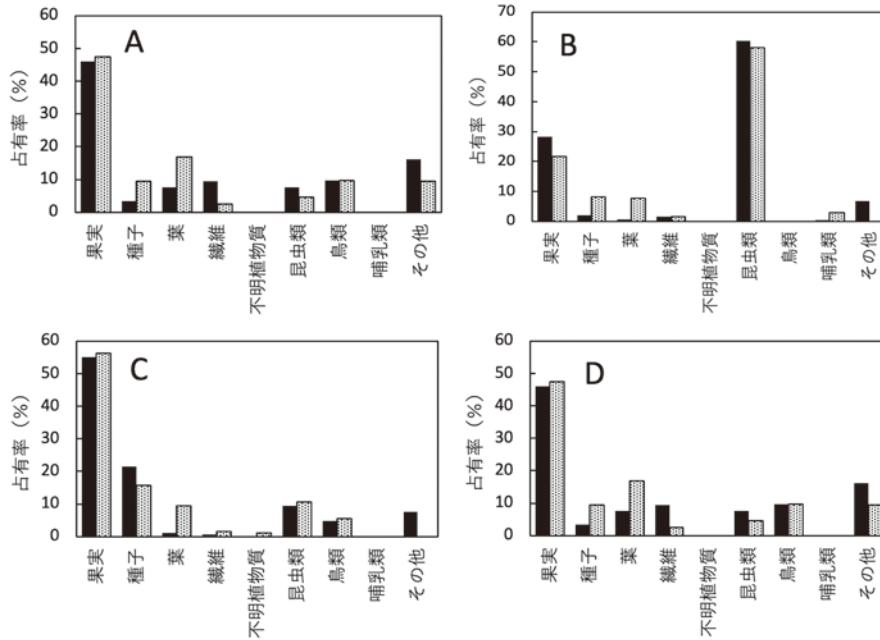 A
占有率（%）
60
50
40
30
20
10
0
果実
種子
葉
繊維
不明植物質
昆虫類
鳥類
哺乳類
その他
B
占有率（%）
70
60
50
40
30
20
10
0
果実
種子
葉
繊維
不明植物質
昆虫類
鳥類
哺乳類
その他
C
占有率（%）
60
50
40
30
20
10
0
果実
種子
葉
繊維
不明植物質
昆虫類
鳥類
哺乳類
その他
D
占有率（%）
60
50
40
30
20
10
0
果実
種子
葉
繊維
不明植物質
昆虫類
鳥類
哺乳類
その他